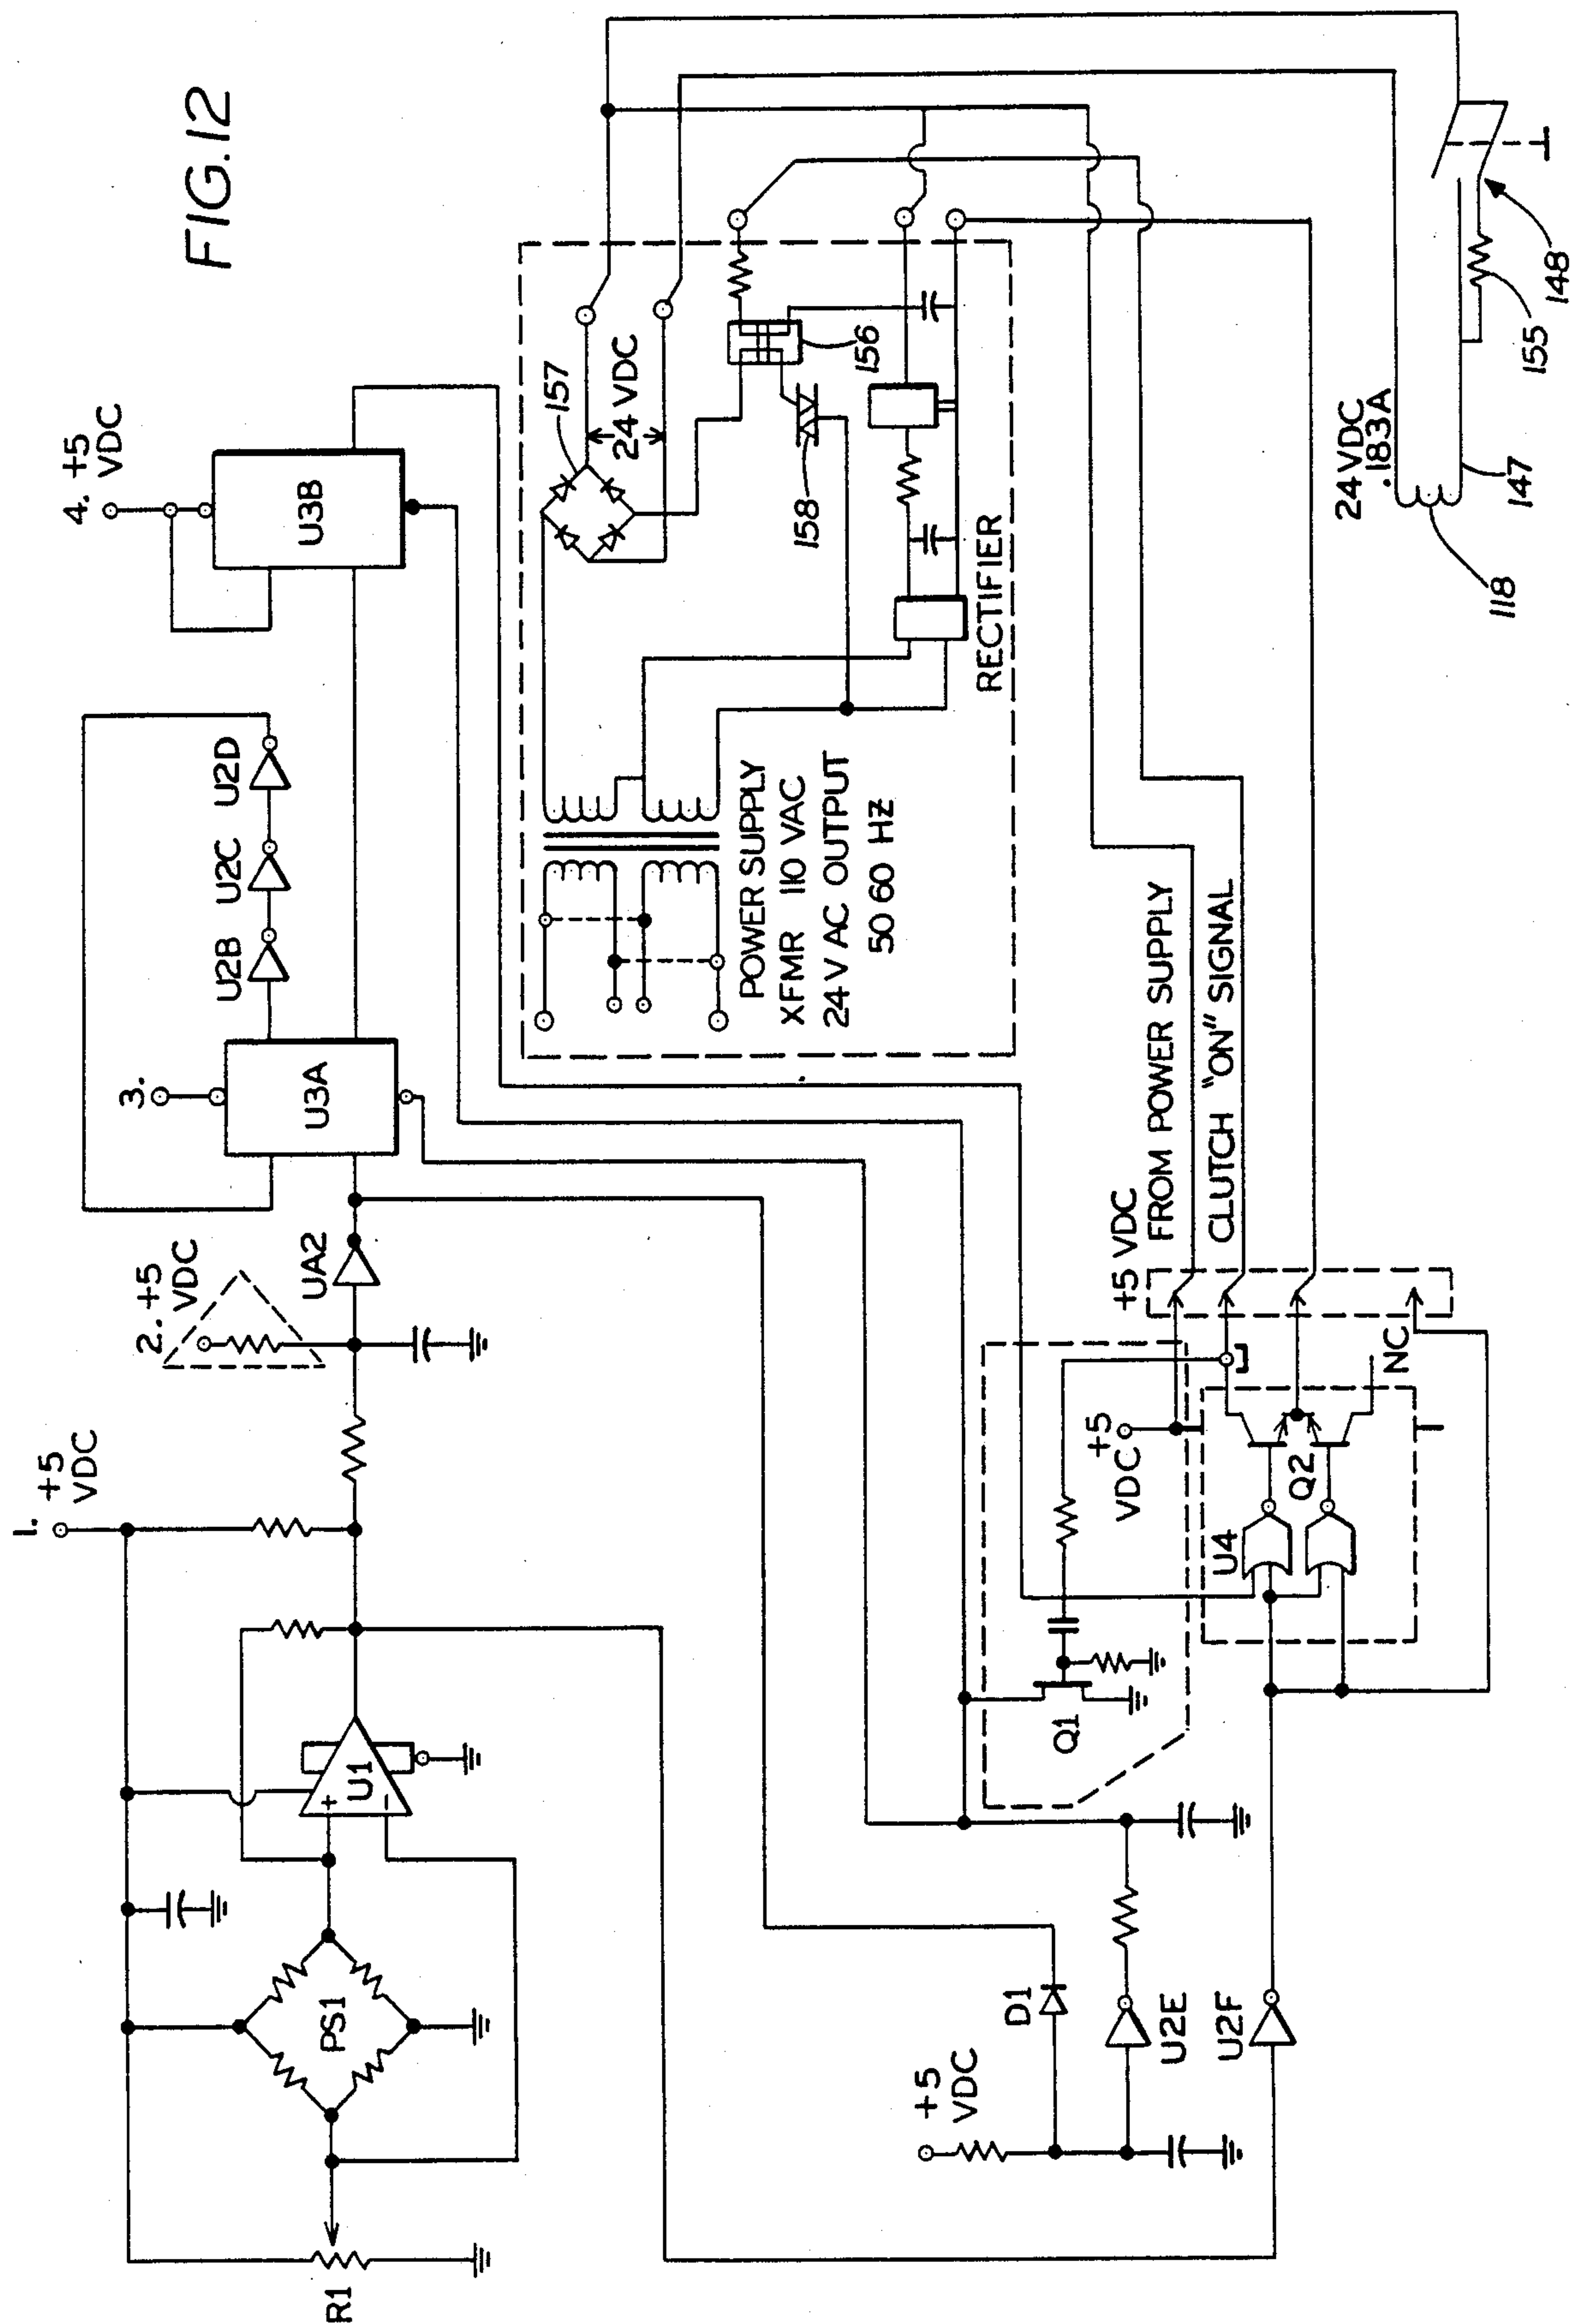 FIG.12
1. +5
VDC
2. +5
VDC
3.
4. +5
VDC
R1
PS1
U1
+
−
UA2
U3A
U2B
U2C
U2D
U3B
157
24 VDC
156
158
RECTIFIER
POWER SUPPLY
XFMR 110 VAC
24 V AC OUTPUT
50 60 HZ
+5 VDC
FROM POWER SUPPLY
CLUTCH "ON" SIGNAL
NC
+5
VDC
Q1
U4
Q2
+5
VDC
D1
U2E
U2F
24 VDC
.183A
118
147
155
148